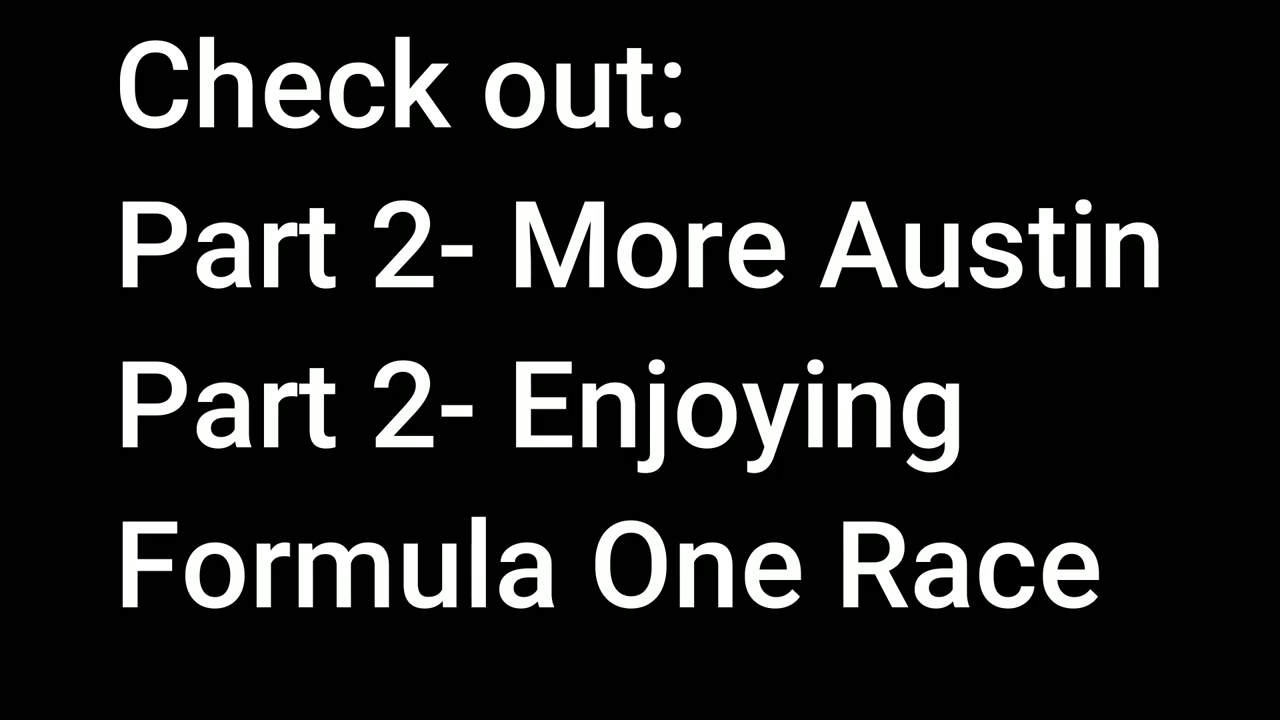 Check out:
Part 2- More Austin
Part 2- Enjoying
Formula One Race